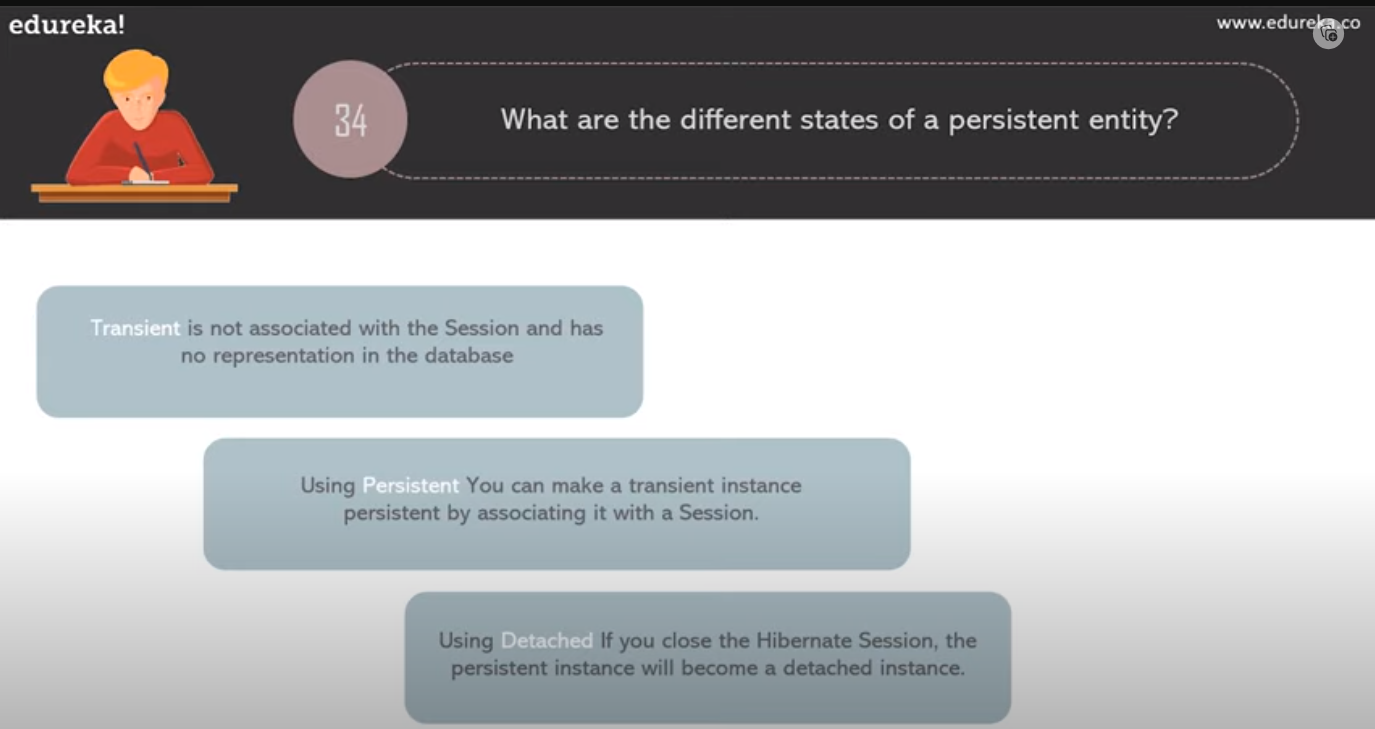 edureka!
www.edureka.co
34
What are the different states of a persistent entity?
Transient is not associated with the Session and has
no representation in the database
Using Persistent You can make a transient instance
persistent by associating it with a Session.
Using Detached If you close the Hibernate Session, the
persistent instance will become a detached instance.